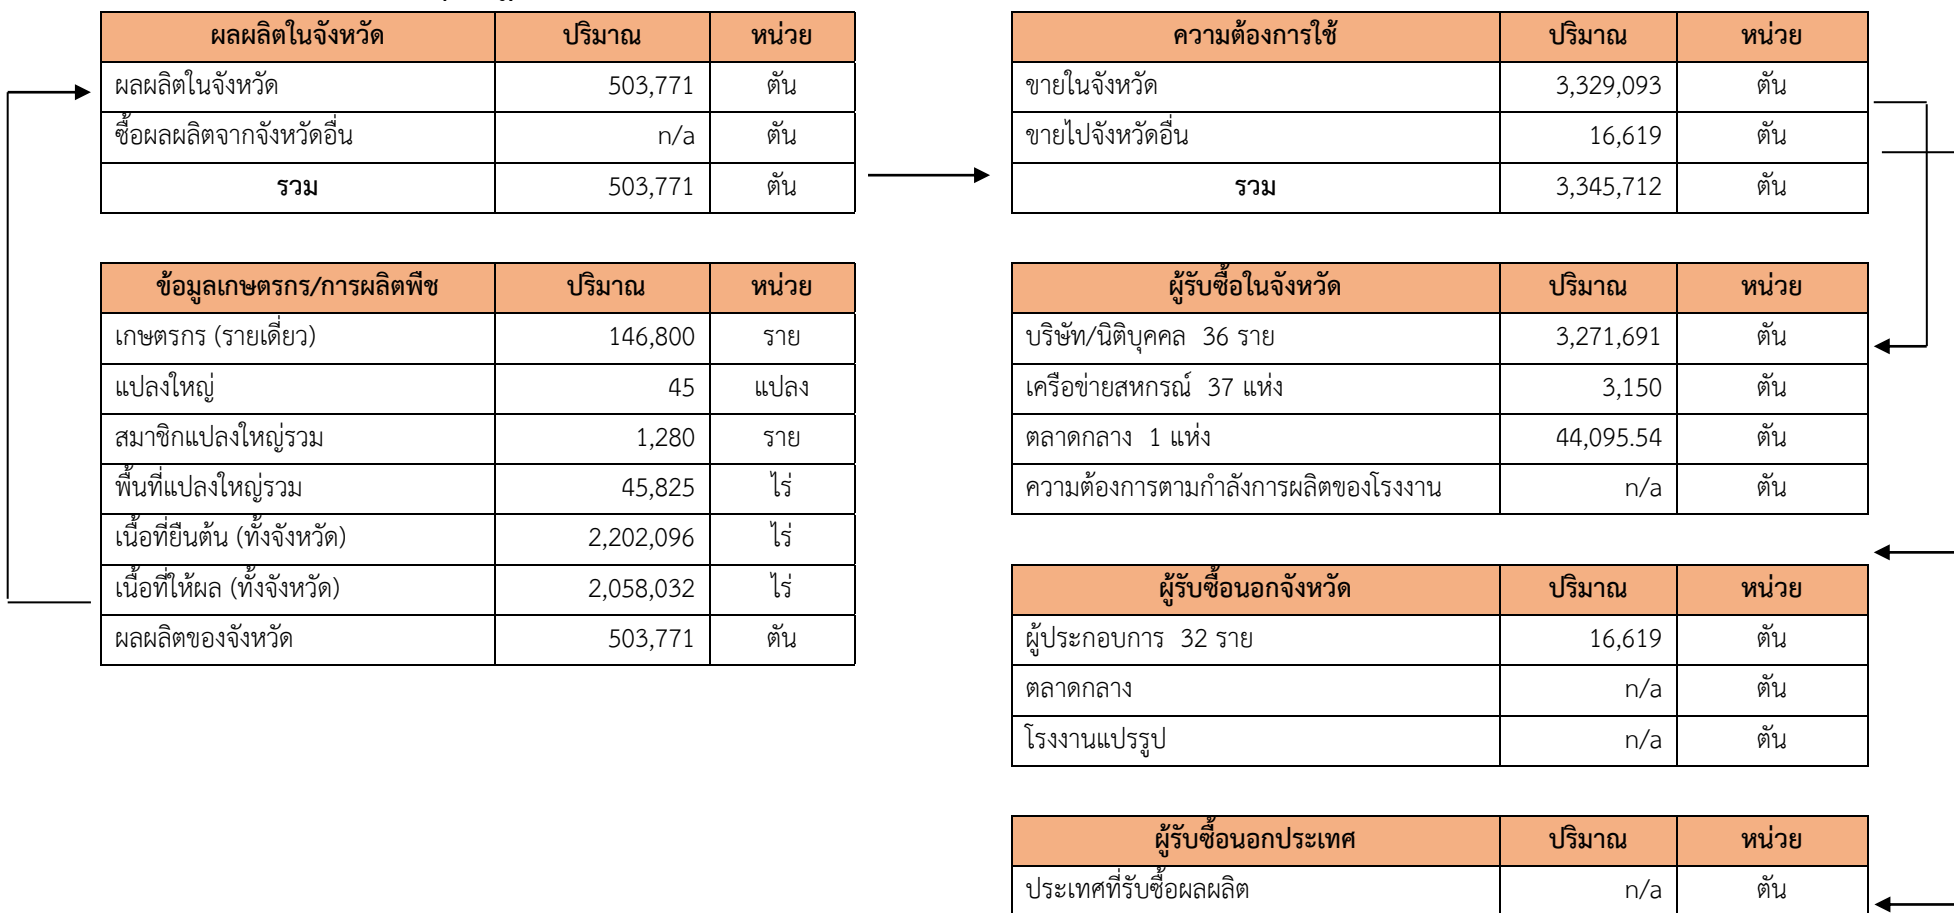 ผลผลิตในจังหวัด ปริมาณ หน่วย
ผลผลิตในจังหวัด 503,771 ตัน
ซื้อผลผลิตจากจังหวัดอื่น n/a ตัน
รวม 503,771 ตัน
ความต้องการใช้ ปริมาณ หน่วย
ขายในจังหวัด 3,329,093 ตัน
ขายไปจังหวัดอื่น 16,619 ตัน
รวม 3,345,712 ตัน
ข้อมูลเกษตรกร/การผลิตพืช ปริมาณ หน่วย
เกษตรกร (รายเดี่ยว) 146,800 ราย
แปลงใหญ่ 45 แปลง
สมาชิกแปลงใหญ่รวม 1,280 ราย
พื้นที่แปลงใหญ่รวม 45,825 ไร่
เนื้อที่ยืนต้น (ทั้งจังหวัด) 2,202,096 ไร่
เนื้อที่ให้ผล (ทั้งจังหวัด) 2,058,032 ไร่
ผลผลิตของจังหวัด 503,771 ตัน
ผู้รับซื้อในจังหวัด ปริมาณ หน่วย
บริษัท/นิติบุคคล 36 ราย 3,271,691 ตัน
เครือข่ายสหกรณ์ 37 แห่ง 3,150 ตัน
ตลาดกลาง 1 แห่ง 44,095.54 ตัน
ความต้องการตามกำลังการผลิตของโรงงาน n/a ตัน
ผู้รับซื้อนอกจังหวัด ปริมาณ หน่วย
ผู้ประกอบการ 32 ราย 16,619 ตัน
ตลาดกลาง n/a ตัน
โรงงานแปรรูป n/a ตัน
ผู้รับซื้อนอกประเทศ ปริมาณ หน่วย
ประเทศที่รับซื้อผลผลิต n/a ตัน